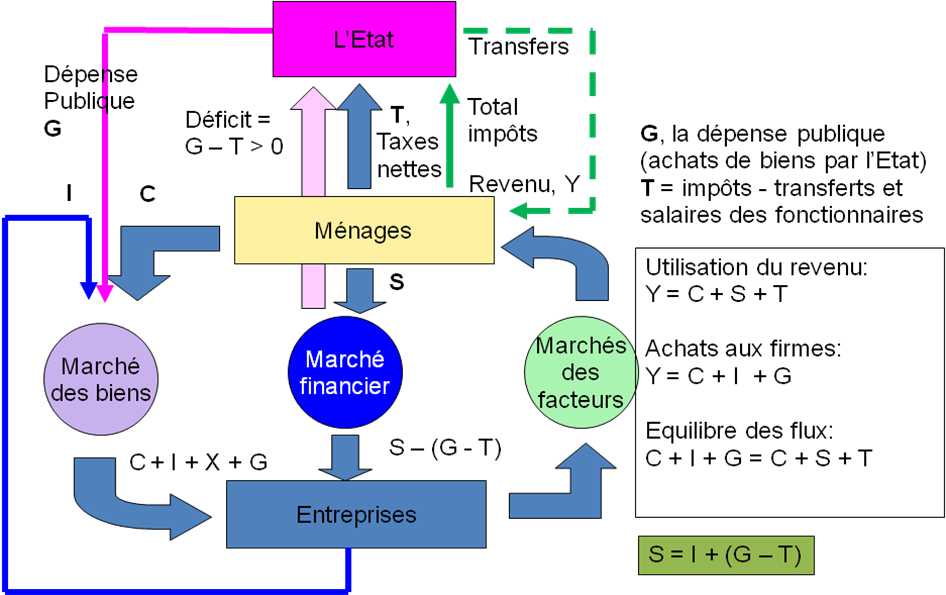 L’Etat
Transfers
Dépense
Publique
G
Déficit =
G – T > 0
T,
Taxes
nettes
Total
impôts
G, la dépense publique
(achats de biens par l’Etat)
T = impôts - transferts et
salaires des fonctionnaires
I
C
Revenu, Y
Ménages
S
Utilisation du revenu:
Y = C + S + T
Achats aux firmes:
Y = C + I + G
Equilibre des flux:
C + I + G = C + S + T
Marché
des biens
Marché
financier
Marchés
des
facteurs
C + I + X + G
S – (G - T)
Entreprises
S = I + (G – T)